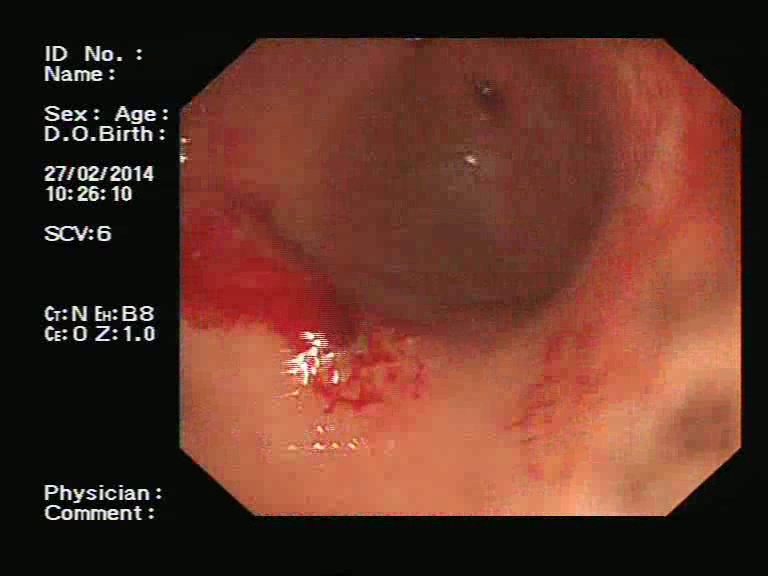 ID No. :
Name:
Sex: Age:
D.O.Birth:
27/02/2014
10:26:10
SCV:6
CT:N EH:B8
CE:0 Z:1.0
Physician:
Comment: